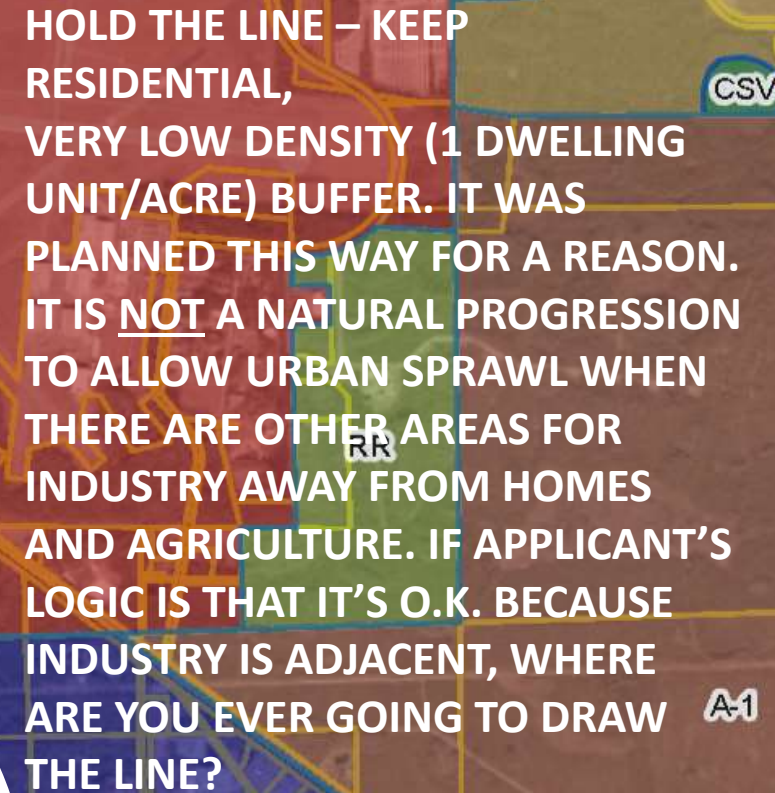 HOLD THE LINE – KEEP
RESIDENTIAL,
CSV
VERY LOW DENSITY (1 DWELLING
UNIT/ACRE) BUFFER. IT WAS
PLANNED THIS WAY FOR A REASON.
IT IS NOT A NATURAL PROGRESSION
TO ALLOW URBAN SPRAWL WHEN
THERE ARE OTHER AREAS FOR
RR
INDUSTRY AWAY FROM HOMES
AND AGRICULTURE. IF APPLICANT’S
LOGIC IS THAT IT’S O.K. BECAUSE
INDUSTRY IS ADJACENT, WHERE
ARE YOU EVER GOING TO DRAW
A-1
THE LINE?